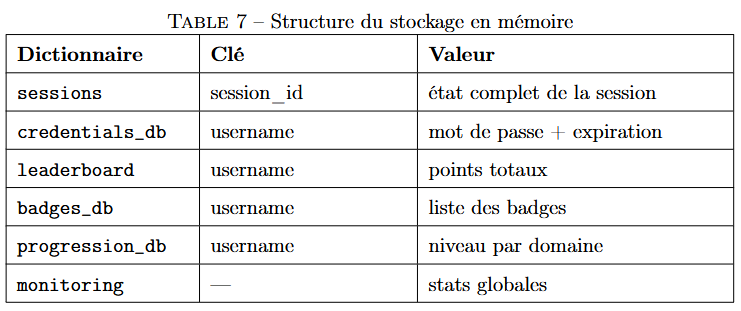 TABLE 7 – Structure du stockage en mémoire
Dictionnaire Clé Valeur
sessions session_id état complet de la session
credentials_db username mot de passe + expiration
leaderboard username points totaux
badges_db username liste des badges
progression_db username niveau par domaine
monitoring — stats globales